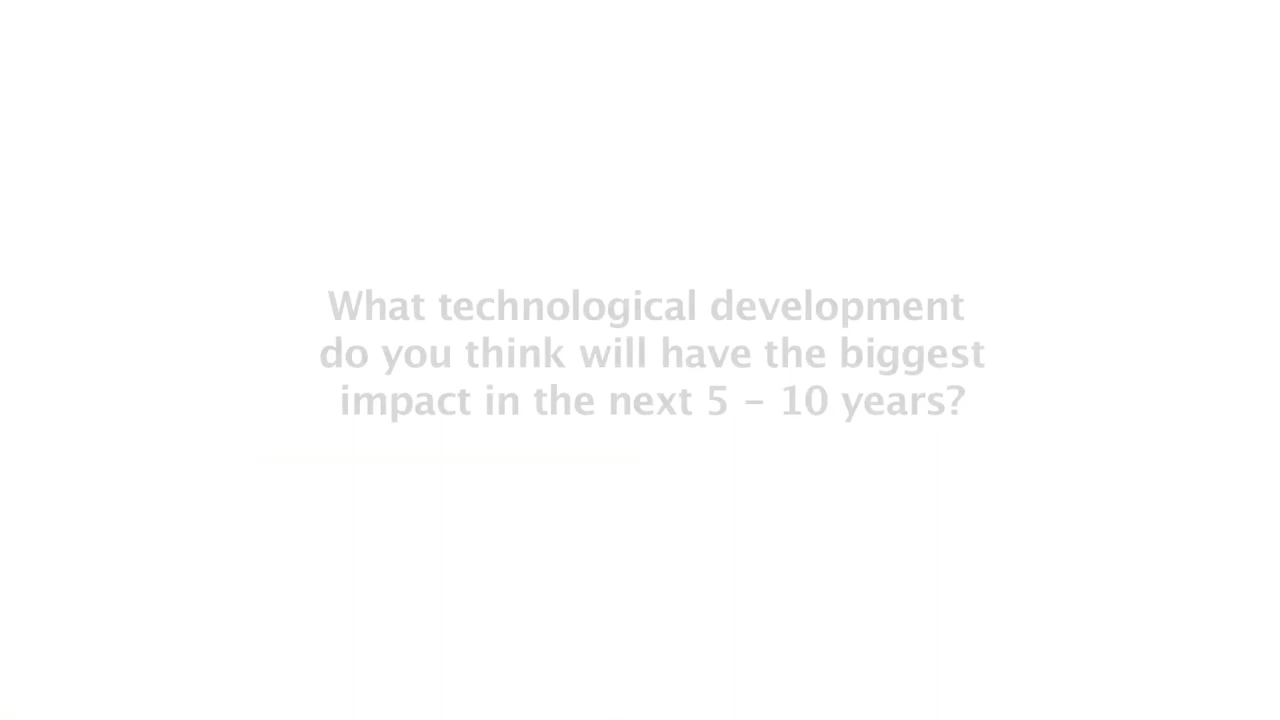 What technological development
do you think will have the biggest
impact in the next 5 – 10 years?